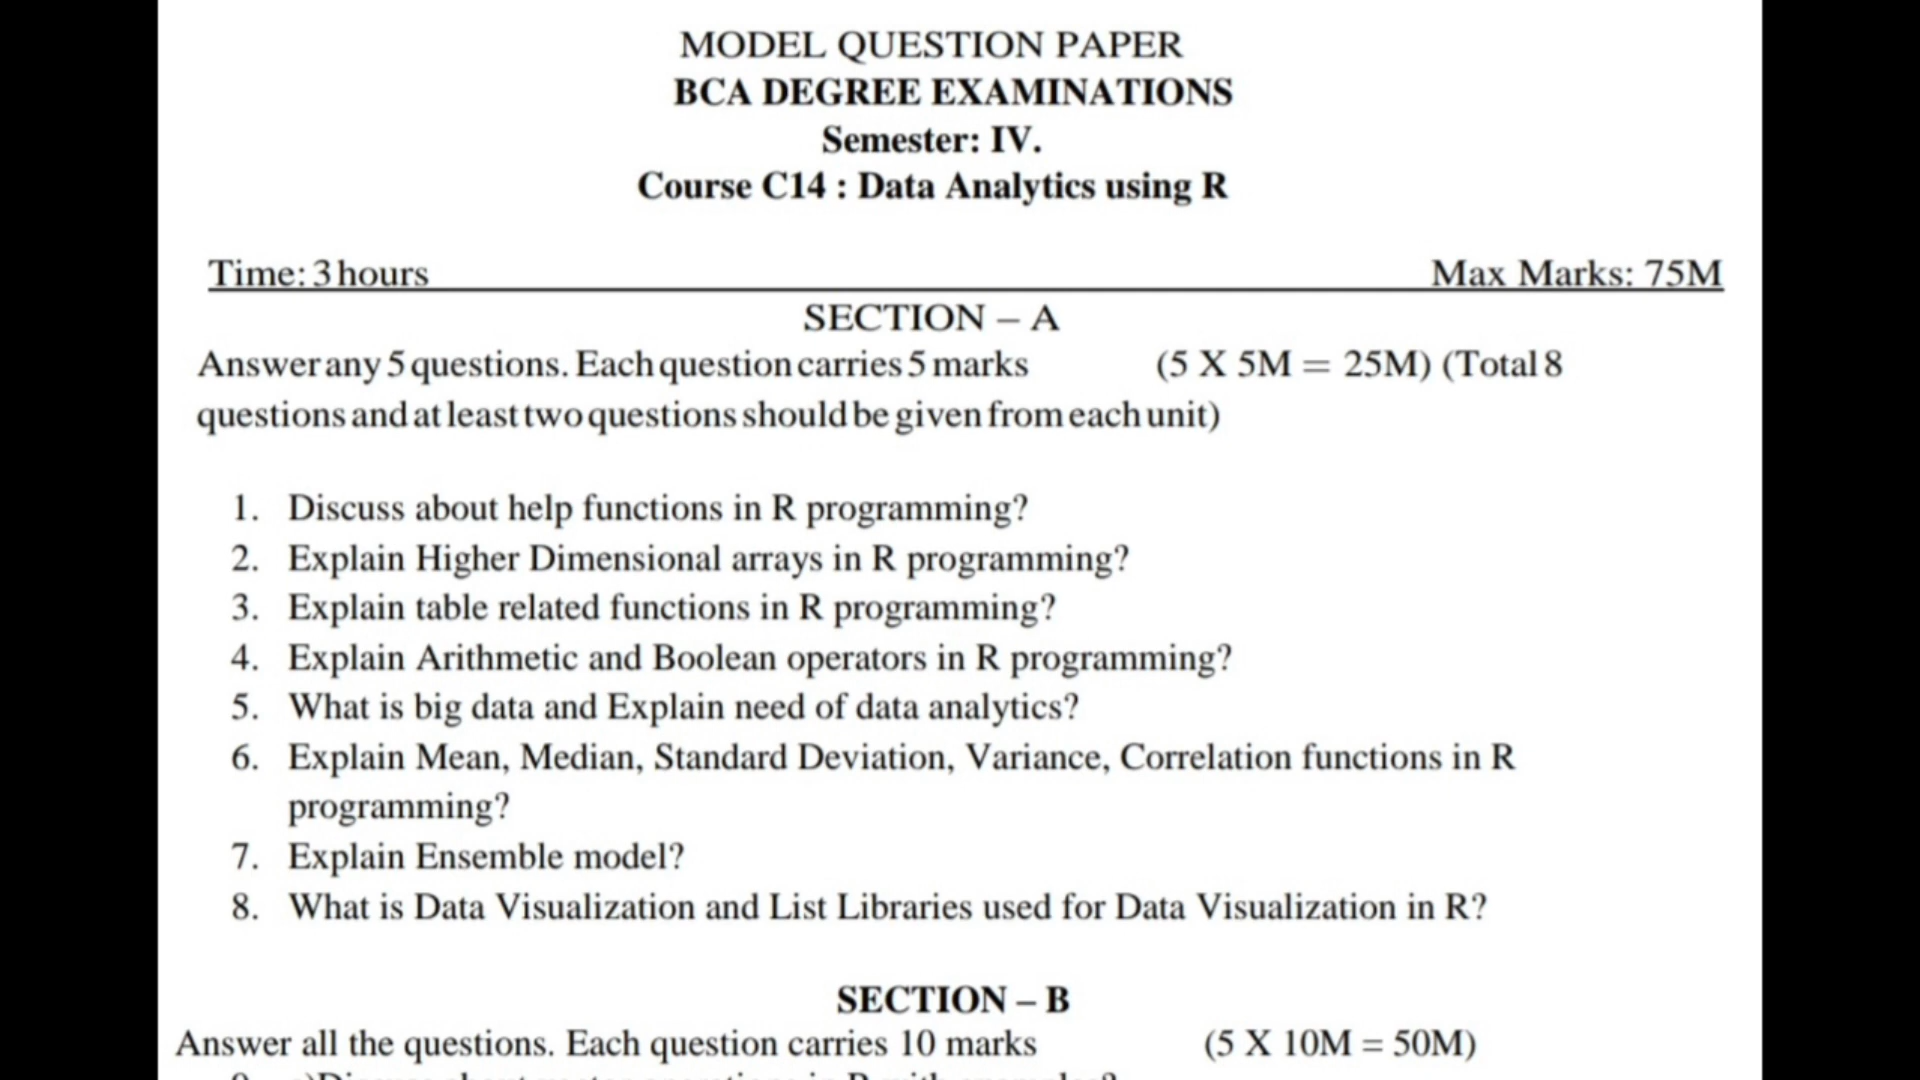 MODEL QUESTION PAPER
BCA DEGREE EXAMINATIONS
Semester: IV.
Course C14 : Data Analytics using R
Time: 3 hours Max Marks: 75M
SECTION – A
Answer any 5 questions. Each question carries 5 marks (5 X 5M = 25M) (Total 8
questions and at least two questions should be given from each unit)
1. Discuss about help functions in R programming?
2. Explain Higher Dimensional arrays in R programming?
3. Explain table related functions in R programming?
4. Explain Arithmetic and Boolean operators in R programming?
5. What is big data and Explain need of data analytics?
6. Explain Mean, Median, Standard Deviation, Variance, Correlation functions in R
programming?
7. Explain Ensemble model?
8. What is Data Visualization and List Libraries used for Data Visualization in R?
SECTION – B
Answer all the questions. Each question carries 10 marks (5 X 10M = 50M)